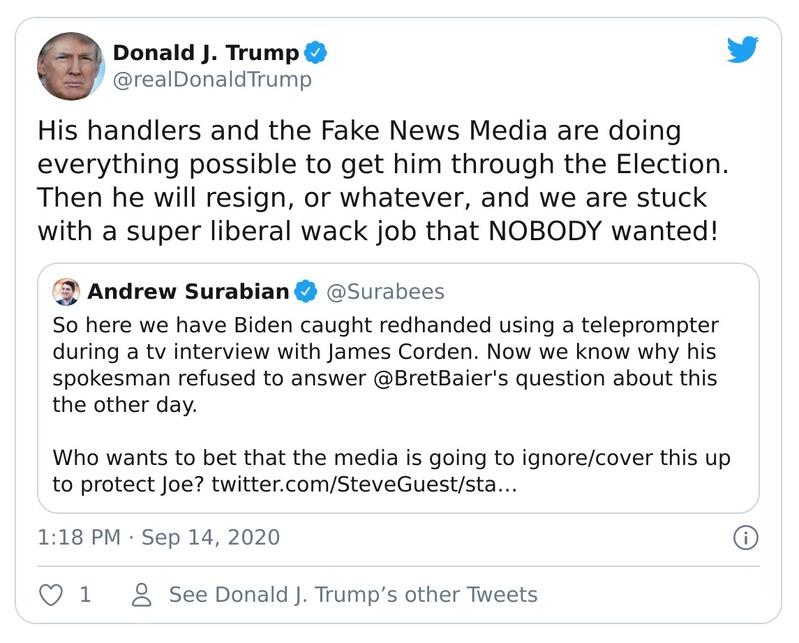 Donald J. Trump
@realDonaldTrump
His handlers and the Fake News Media are doing
everything possible to get him through the Election.
Then he will resign, or whatever, and we are stuck
with a super liberal wack job that NOBODY wanted!
Andrew Surabian @Surabees
So here we have Biden caught redhanded using a teleprompter
during a tv interview with James Corden. Now we know why his
spokesman refused to answer @BretBaier's question about this
the other day.
Who wants to bet that the media is going to ignore/cover this up
to protect Joe? twitter.com/SteveGuest/sta…
1:18 PM · Sep 14, 2020
1 See Donald J. Trump’s other Tweets